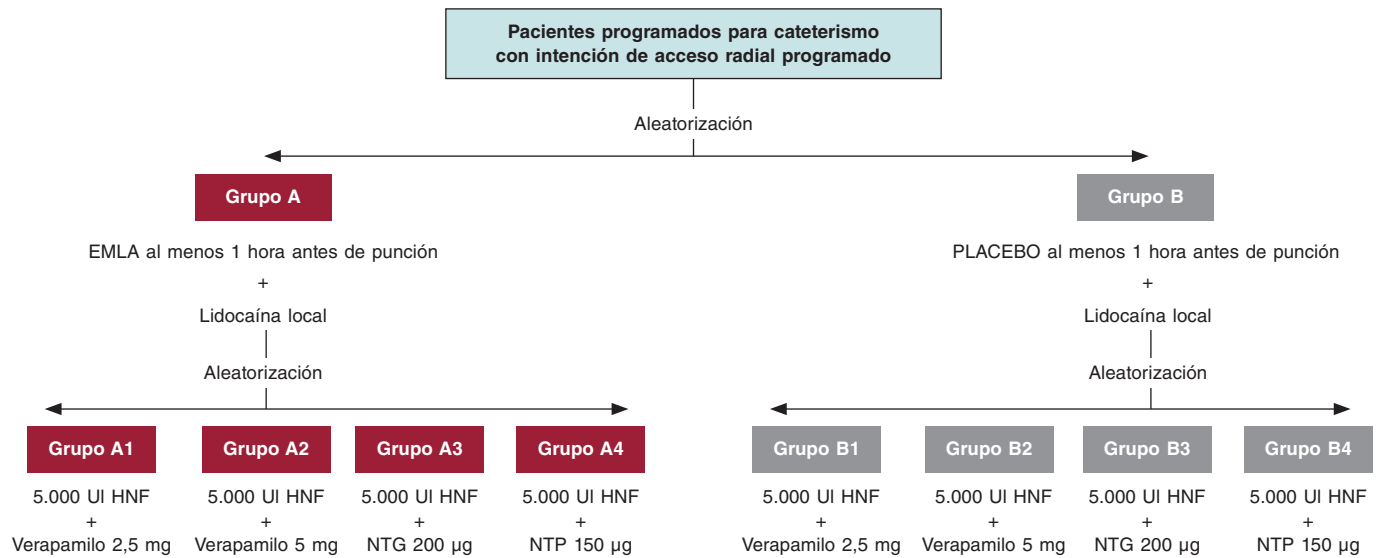 Pacientes programados para cateterismo
con intención de acceso radial programado
Aleatorización
Grupo A
Grupo B
EMLA al menos 1 hora antes de punción
+
Lidocaína local
PLACEBO al menos 1 hora antes de punción
+
Lidocaína local
Aleatorización
Aleatorización
Grupo A1
Grupo A2
Grupo A3
Grupo A4
Grupo B1
Grupo B2
Grupo B3
Grupo B4
5.000 UI HNF
+
Verapamilo 2,5 mg
5.000 UI HNF
+
Verapamilo 5 mg
5.000 UI HNF
+
NTG 200 µg
5.000 UI HNF
+
NTP 150 µg
5.000 UI HNF
+
Verapamilo 2,5 mg
5.000 UI HNF
+
Verapamilo 5 mg
5.000 UI HNF
+
NTG 200 µg
5.000 UI HNF
+
NTP 150 µg